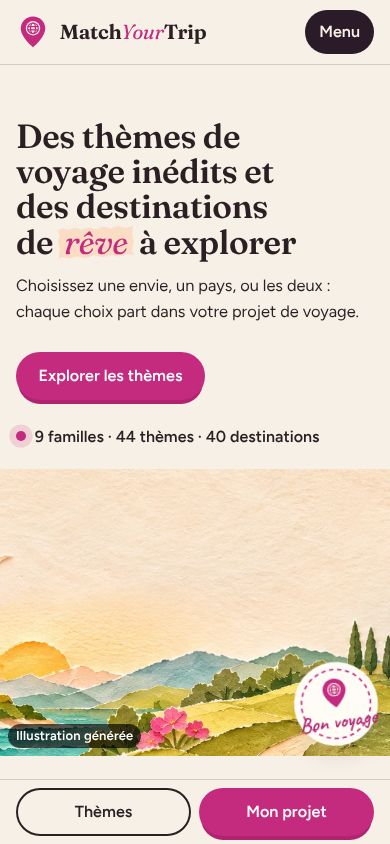 MatchYourTrip
Menu
Des thèmes de
voyage inédits et
des destinations
de rêve à explorer
Choisissez une envie, un pays, ou les deux :
chaque choix part dans votre projet de voyage.
Explorer les thèmes
9 familles · 44 thèmes · 40 destinations
Bon voyage
Illustration générée
Thèmes
Mon projet